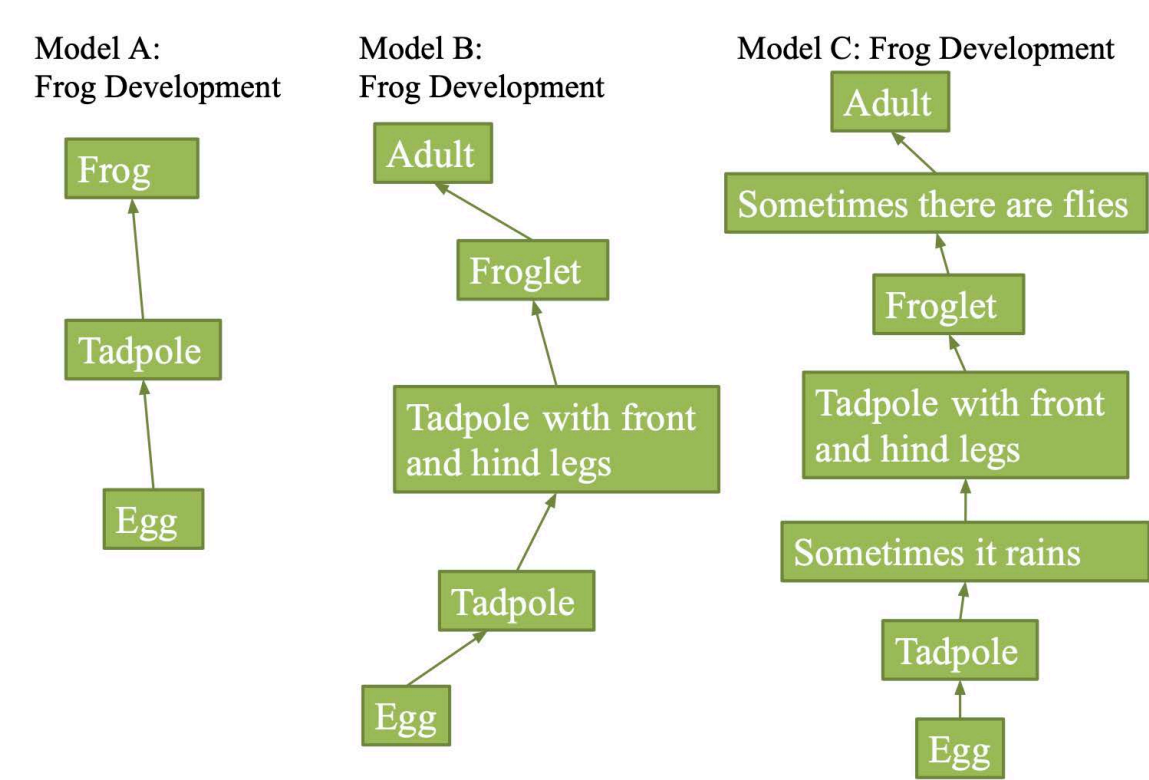 Model A:
Frog Development
Frog
Tadpole
Egg
Model B:
Frog Development
Adult
Froglet
Tadpole with front
and hind legs
Tadpole
Egg
Model C: Frog Development
Adult
Sometimes there are flies
Froglet
Tadpole with front
and hind legs
Sometimes it rains
Tadpole
Egg